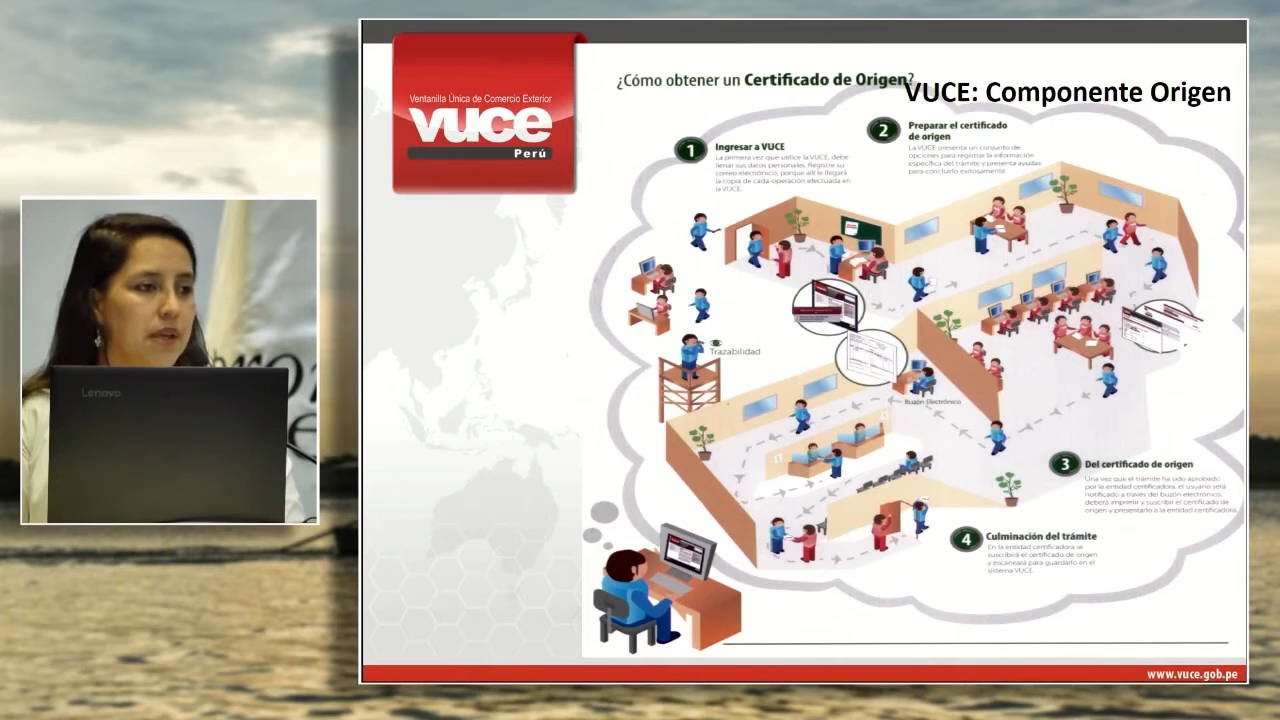 Ventanilla Única de Comercio Exterior
vuce
Perú
¿Cómo obtener un Certificado de Origen?
VUCE: Componente Origen
1
Ingresar a VUCE
La primera vez que utilice la VUCE, debe
llenar sus datos personales. Registre su
correo electrónico, porque allí le llegará
la copia de cada operación efectuada en
la VUCE.
2
Preparar el certificado
de origen
La VUCE presenta un conjunto de
opciones para registrar la información
específica del trámite y presenta ayudas
para concluirlo exitosamente.
Trazabilidad
Buzón Electrónico
3
Del certificado de origen
Una vez que el trámite ha sido aprobado
por la entidad certificadora, el usuario será
notificado a través del buzón electrónico,
deberá imprimir y suscribir el certificado de
origen y presentarlo a la entidad certificadora.
4
Culminación del trámite
En la entidad certificadora se
suscribirá el certificado de origen
y escaneará para guardarlo en el
sistema VUCE.
Lenovo
www.vuce.gob.pe